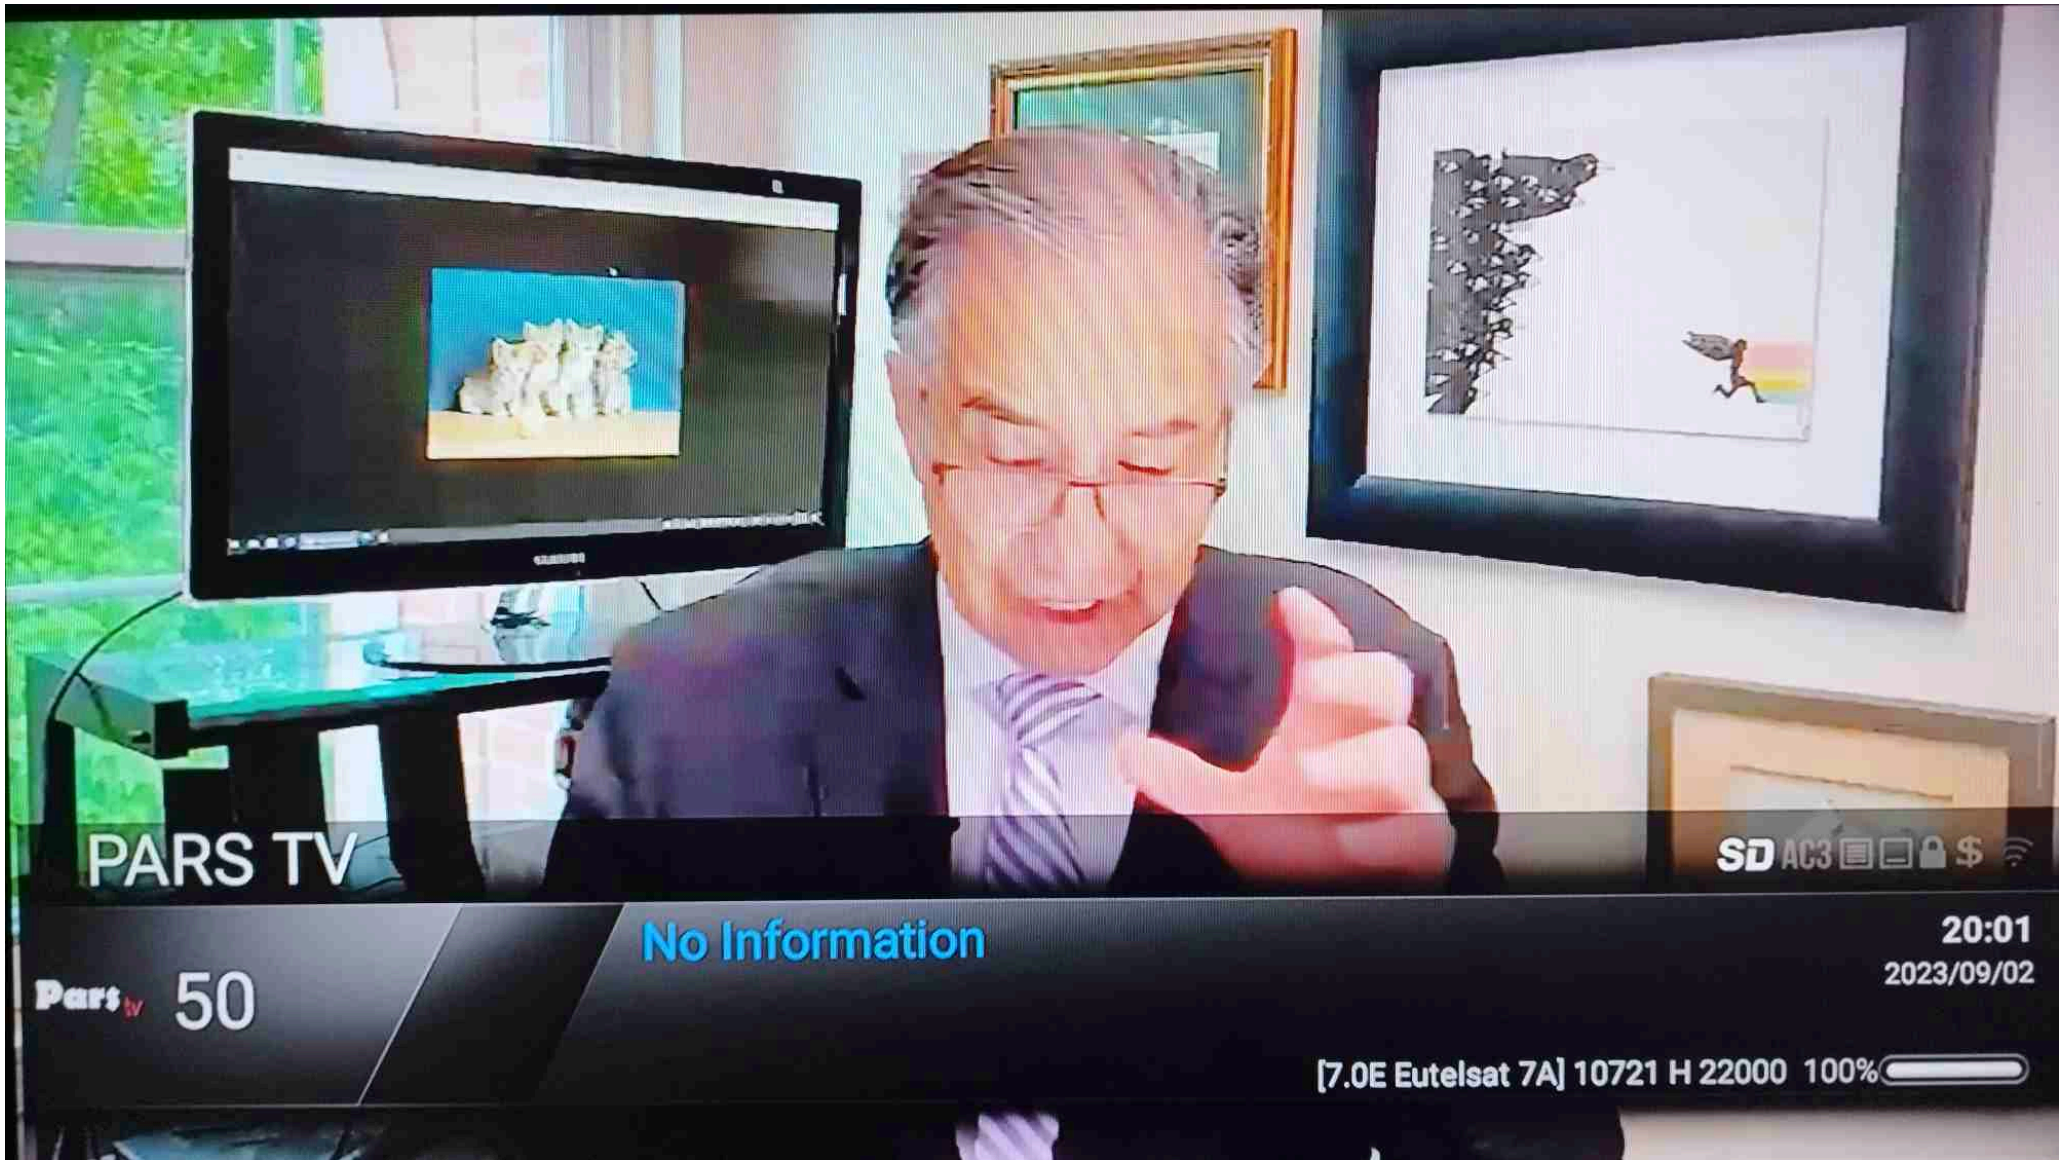 SAMSUNG
PARS TV
SD AC3 $
No Information
20:01
2023/09/02
Pars tv 50
[7.0E Eutelsat 7A] 10721 H 22000 100%